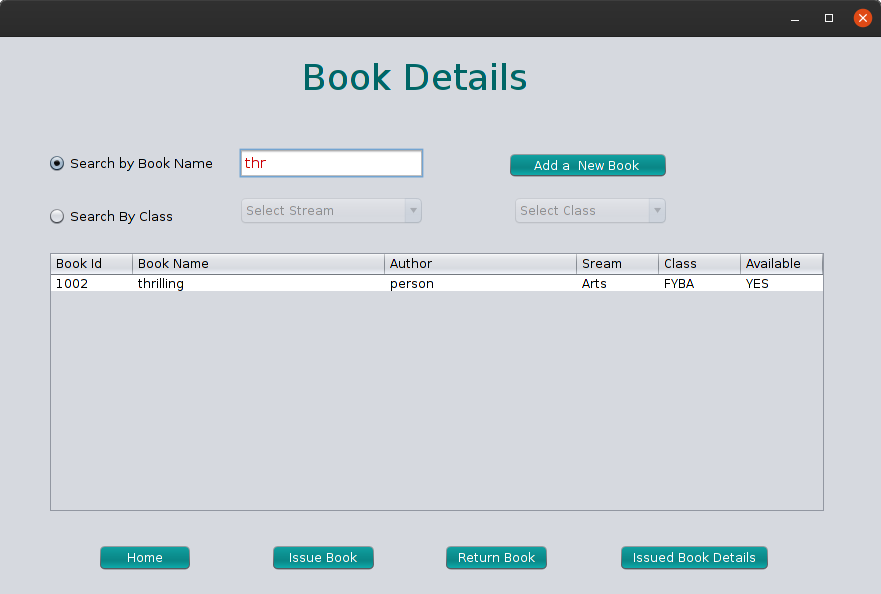 Book Details
Search by Book Name thr Add a  New Book
Search By Class Select Stream Select Class
Book Id Book Name Author Sream Class Available
1002 thrilling person Arts FYBA YES
Home Issue Book Return Book Issued Book Details